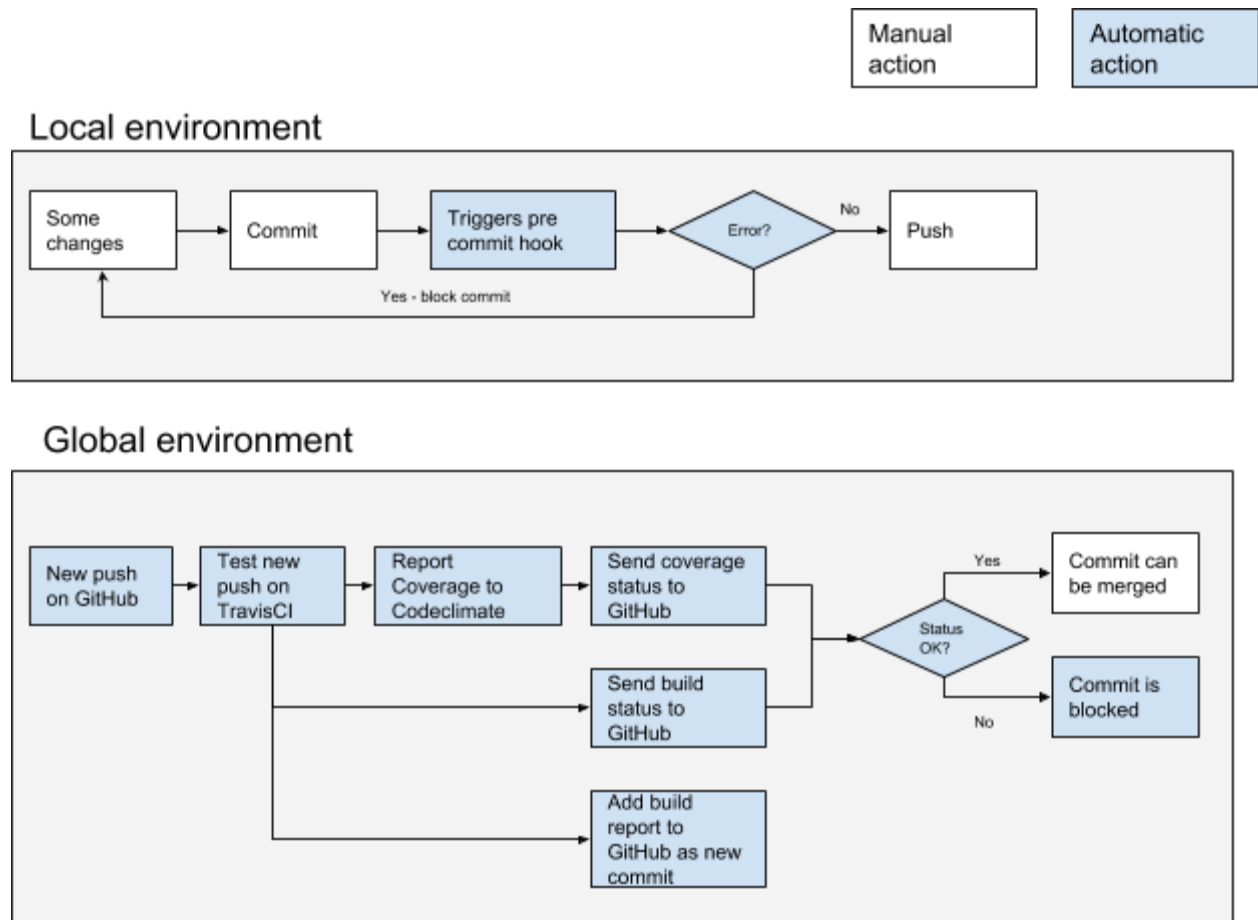 Manual
action
Automatic
action
Local environment
Some
changes
Commit
Triggers pre
commit hook
Error?
No
Push
Yes - block commit
Global environment
New push
on GitHub
Test new
push on
TravisCI
Report
Coverage to
Codeclimate
Send coverage
status to
GitHub
Status
OK?
Yes
Commit can
be merged
Send build
status to
GitHub
No
Commit is
blocked
Add build
report to
GitHub as new
commit